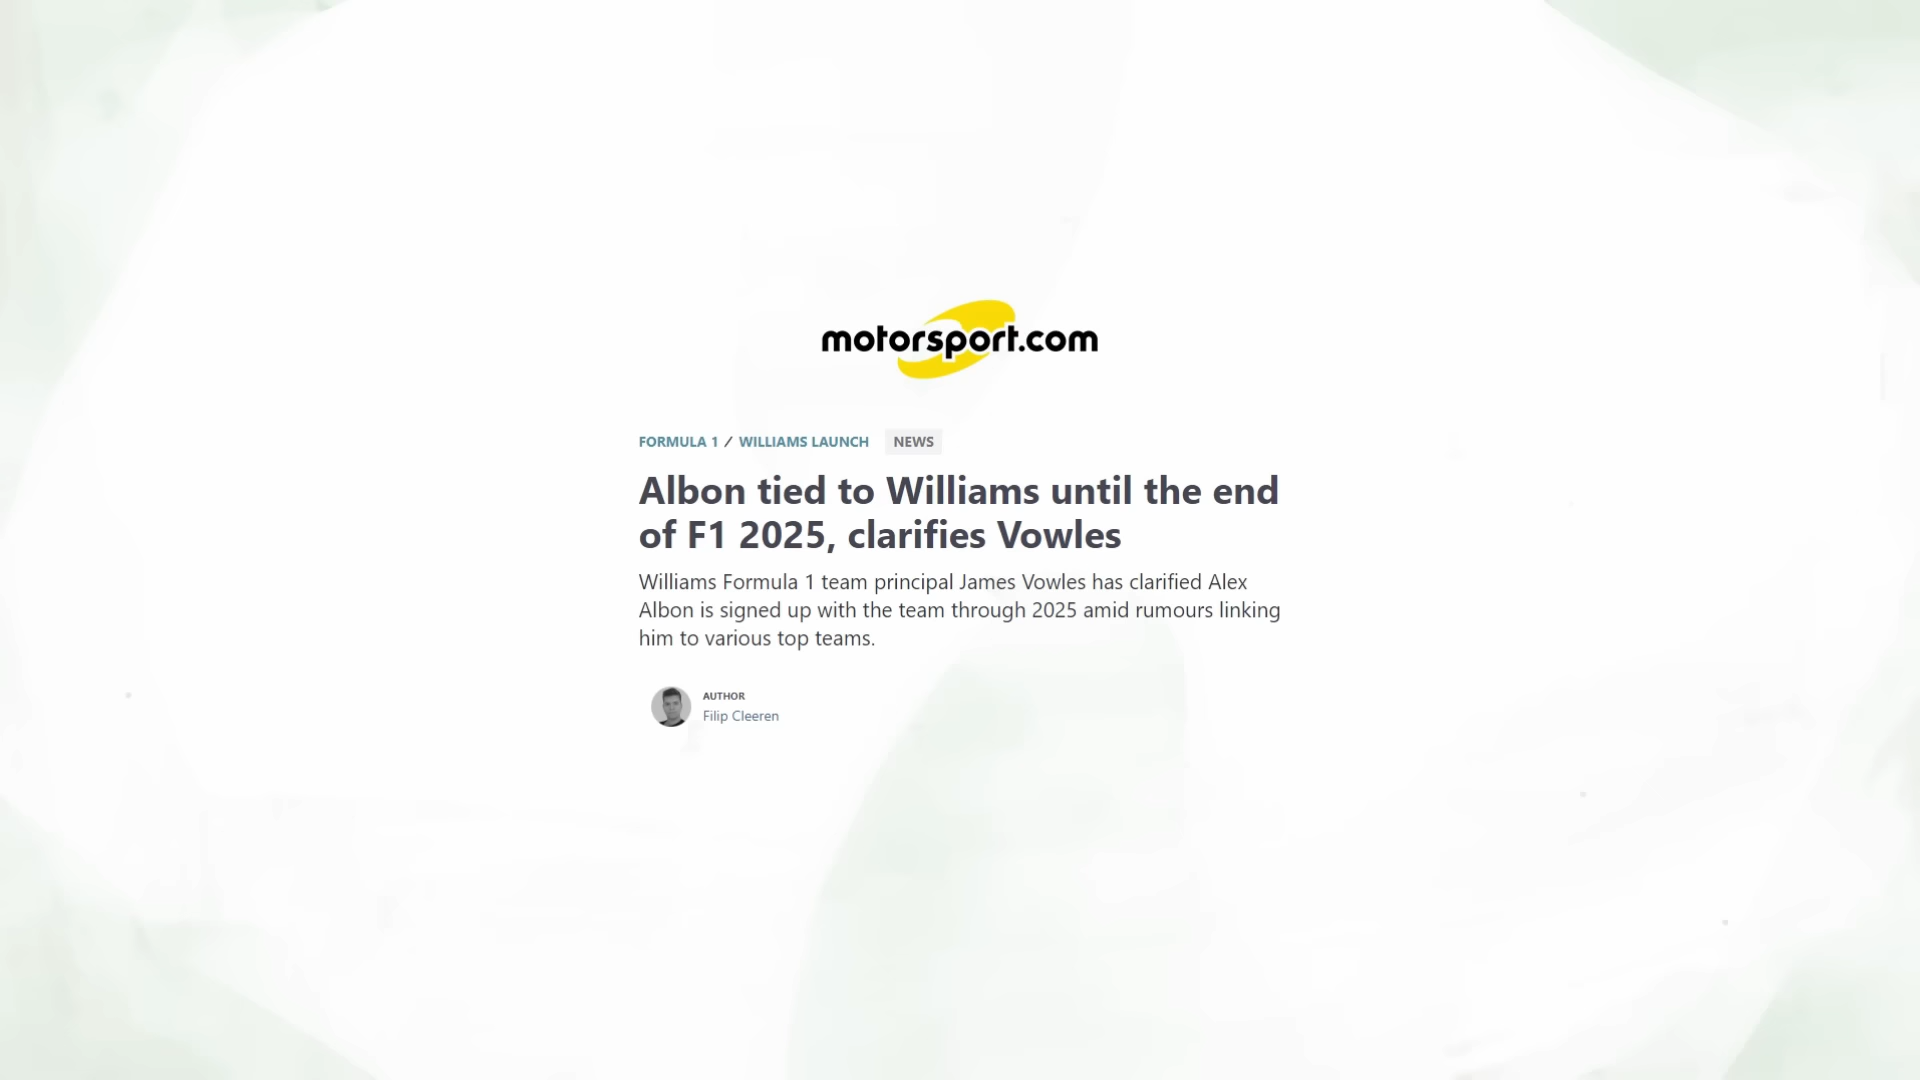 motorsport.com
FORMULA 1 / WILLIAMS LAUNCH NEWS
Albon tied to Williams until the end
of F1 2025, clarifies Vowles
Williams Formula 1 team principal James Vowles has clarified Alex
Albon is signed up with the team through 2025 amid rumours linking
him to various top teams.
AUTHOR
Filip Cleeren